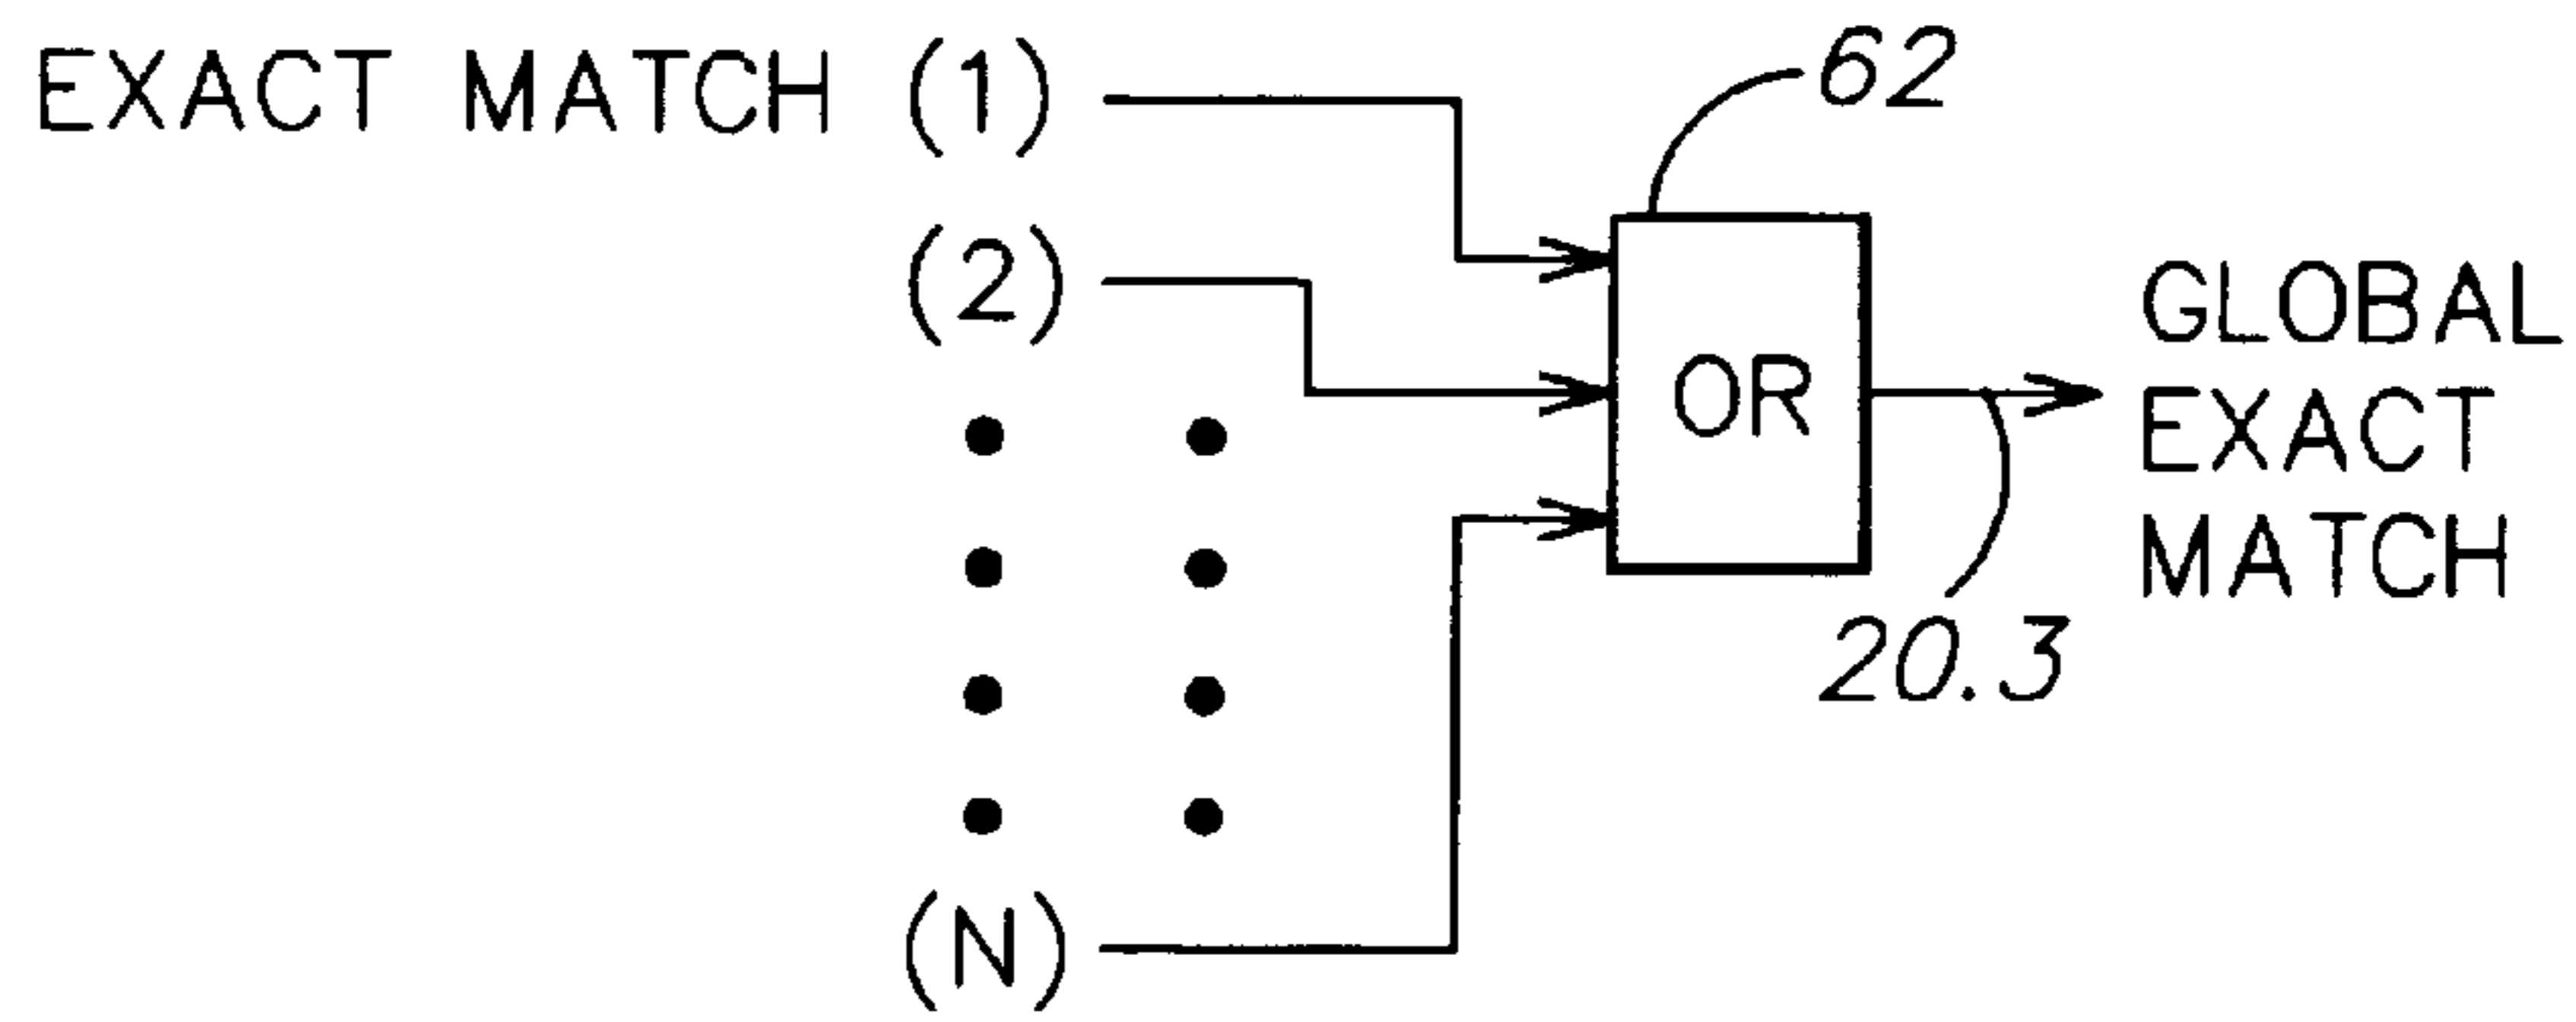 EXACT MATCH (1)
(2)
(N)
62
OR
20.3
GLOBAL
EXACT
MATCH